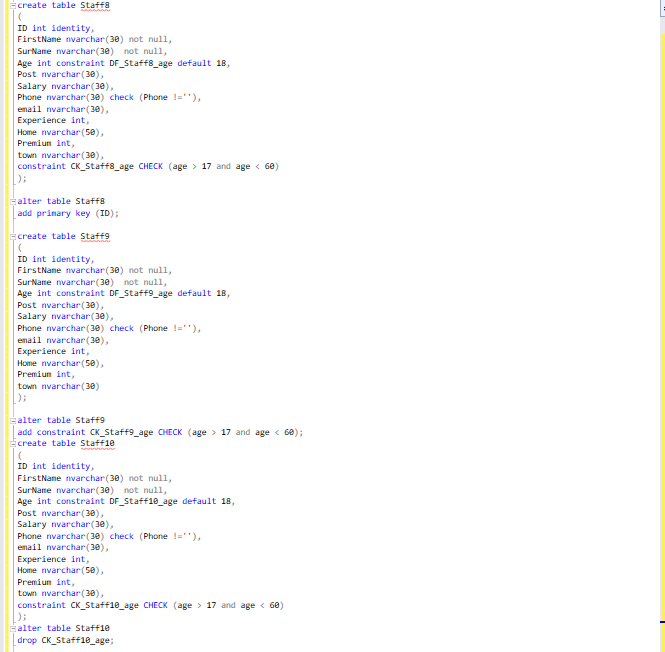 create table Staff8
(
ID int identity,
FirstName nvarchar(30) not null,
SurName nvarchar(30)  not null,
Age int constraint DF_Staff8_age default 18,
Post nvarchar(30),
Salary nvarchar(30),
Phone nvarchar(30) check (Phone !=''),
email nvarchar(30),
Experience int,
Home nvarchar(50),
Premium int,
town nvarchar(30),
constraint CK_Staff8_age CHECK (age > 17 and age < 60)
);
alter table Staff8
add primary key (ID);
create table Staff9
(
ID int identity,
FirstName nvarchar(30) not null,
SurName nvarchar(30)  not null,
Age int constraint DF_Staff9_age default 18,
Post nvarchar(30),
Salary nvarchar(30),
Phone nvarchar(30) check (Phone !=''),
email nvarchar(30),
Experience int,
Home nvarchar(50),
Premium int,
town nvarchar(30)
);
alter table Staff9
add constraint CK_Staff9_age CHECK (age > 17 and age < 60);
create table Staff10
(
ID int identity,
FirstName nvarchar(30) not null,
SurName nvarchar(30)  not null,
Age int constraint DF_Staff10_age default 18,
Post nvarchar(30),
Salary nvarchar(30),
Phone nvarchar(30) check (Phone !=''),
email nvarchar(30),
Experience int,
Home nvarchar(50),
Premium int,
town nvarchar(30),
constraint CK_Staff10_age CHECK (age > 17 and age < 60)
);
alter table Staff10
drop CK_Staff10_age;